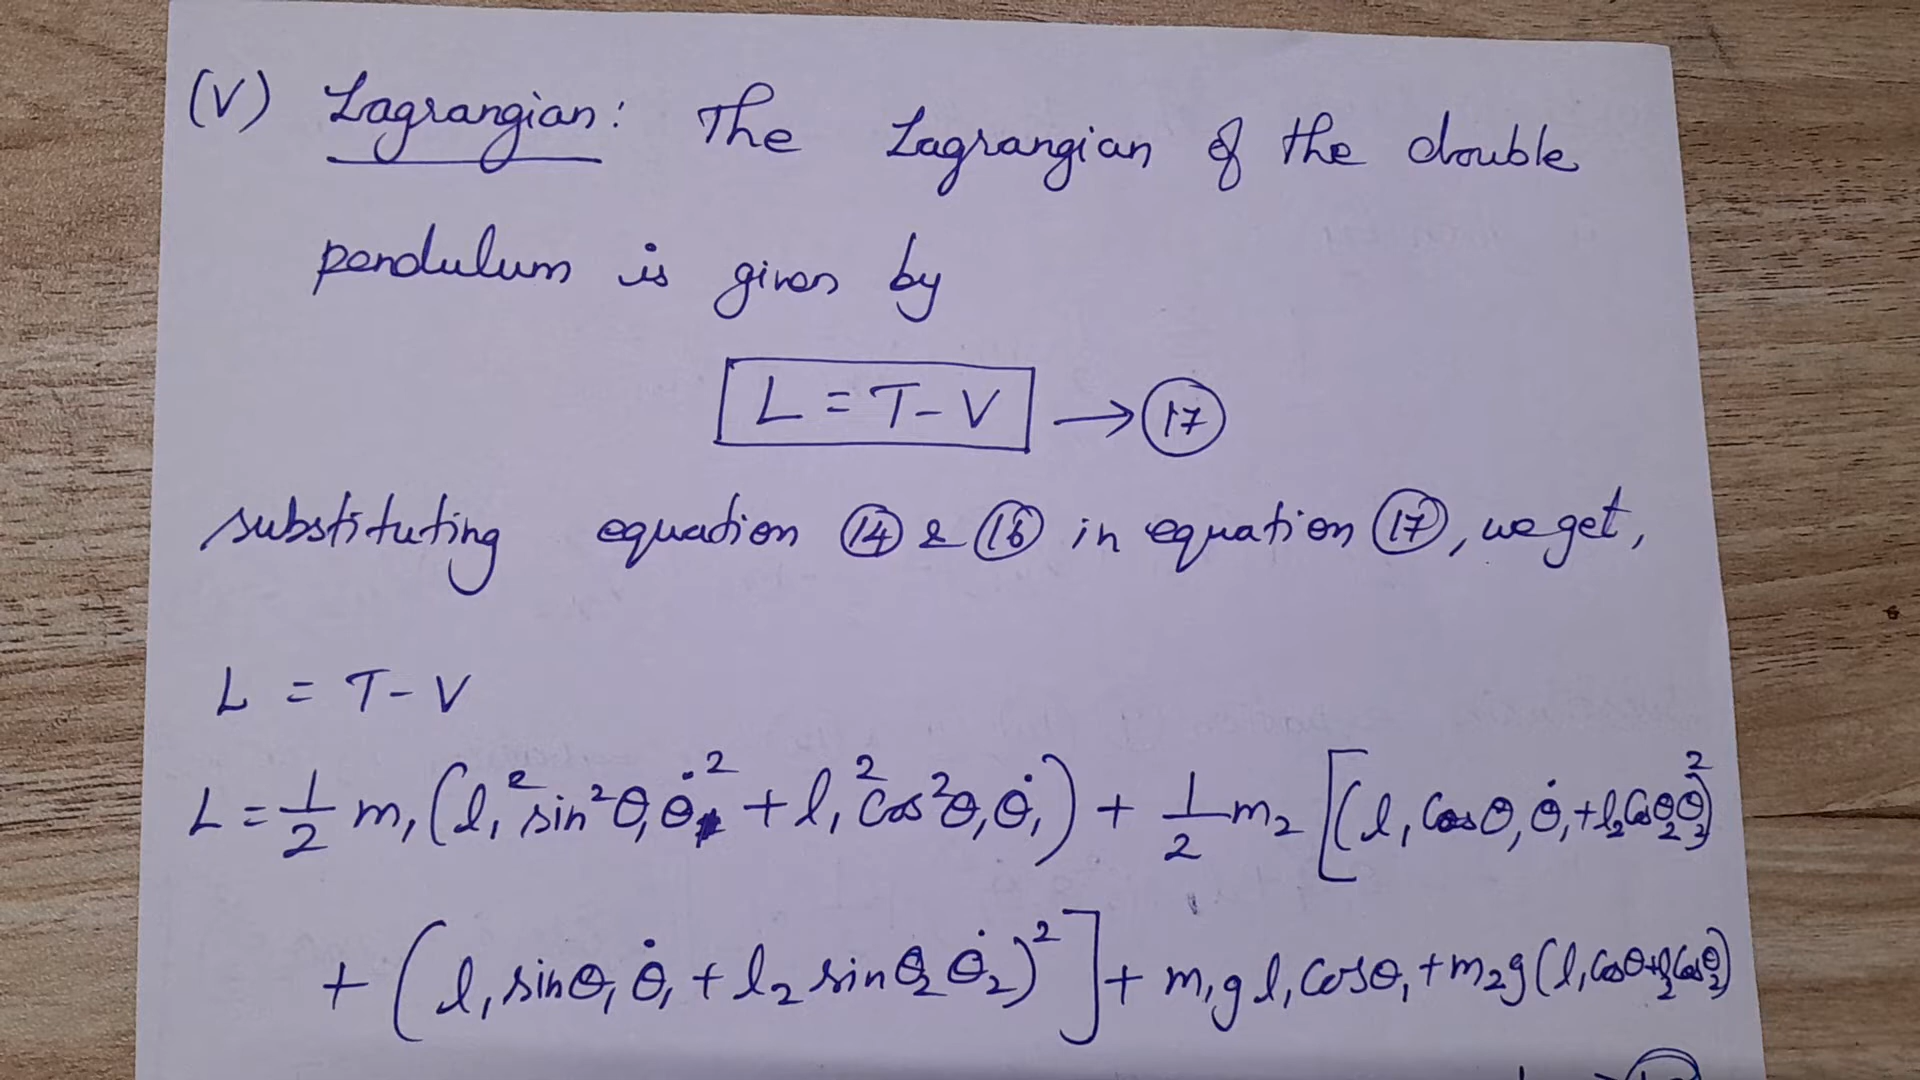 (V) Lagrangian: The Lagrangian of the double
pendulum is given by
L = T - V → (17)
substituting equation (14) & (16) in equation (17), we get,
L = T - V
L = 1/2 m₁ (l₁² sin²θ₁ θ̇₁² + l₁² cos²θ₁ θ̇₁) + 1/2 m₂ [(l₁ cosθ₁ θ̇₁ + l₂ cosθ₂ θ̇₂)²
+ (l₁ sinθ₁ θ̇₁ + l₂ sinθ₂ θ̇₂)²] + m₁ g l₁ cosθ₁ + m₂ g (l₁ cosθ₁ + l₂ cosθ₂)